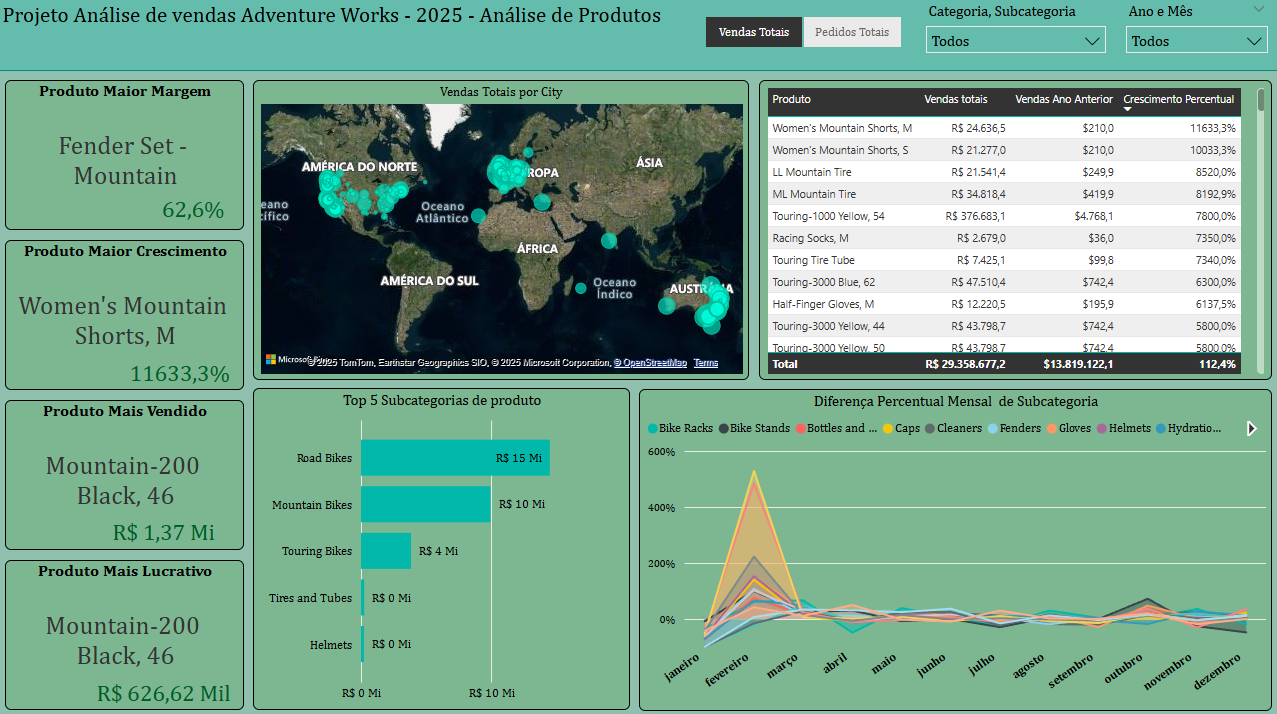 Projeto Análise de vendas Adventure Works - 2025 - Análise de Produtos
Vendas Totais
Pedidos Totais
Categoria, Subcategoria
Todos
Ano e Mês
Todos
Produto Maior Margem
Fender Set -
Mountain
62,6%
Produto Maior Crescimento
Women's Mountain
Shorts, M
11633,3%
Produto Mais Vendido
Mountain-200
Black, 46
R$ 1,37 Mi
Produto Mais Lucrativo
Mountain-200
Black, 46
R$ 626,62 Mil
Vendas Totais por City
AMÉRICA DO NORTE
ROPA
ÁSIA
eano
cífico
Oceano
Atlântico
ÁFRICA
AMÉRICA DO SUL
Oceano
Índico
AUSTRÁLIA
© 2025 TomTom, Earthstar Geographics SIO, © 2025 Microsoft Corporation, © OpenStreetMap Terms
Produto Vendas totais Vendas Ano Anterior Crescimento Percentual
Women's Mountain Shorts, M R$ 24.636,5 $210,0 11633,3%
Women's Mountain Shorts, S R$ 21.277,0 $210,0 10033,3%
LL Mountain Tire R$ 21.541,4 $249,9 8520,0%
ML Mountain Tire R$ 34.818,4 $419,9 8192,9%
Touring-1000 Yellow, 54 R$ 376.683,1 $4.768,1 7800,0%
Racing Socks, M R$ 2.679,0 $36,0 7350,0%
Touring Tire Tube R$ 7.425,1 $99,8 7340,0%
Touring-3000 Blue, 62 R$ 47.510,4 $742,4 6300,0%
Half-Finger Gloves, M R$ 12.220,5 $195,9 6137,5%
Touring-3000 Yellow, 44 R$ 43.798,7 $742,4 5800,0%
Touring-3000 Yellow, 50 R$ 43.798,7 $742,4 5800,0%
Total R$ 29.358.677,2 $13.819.122,1 112,4%
Top 5 Subcategorias de produto
Road Bikes R$ 15 Mi
Mountain Bikes R$ 10 Mi
Touring Bikes R$ 4 Mi
Tires and Tubes R$ 0 Mi
Helmets R$ 0 Mi
R$ 0 Mi R$ 10 Mi
Diferença Percentual Mensal de Subcategoria
Bike Racks Bike Stands Bottles and ... Caps Cleaners Fenders Gloves Helmets Hydratio...
600%
400%
200%
0%
janeiro fevereiro março abril maio junho julho agosto setembro outubro novembro dezembro